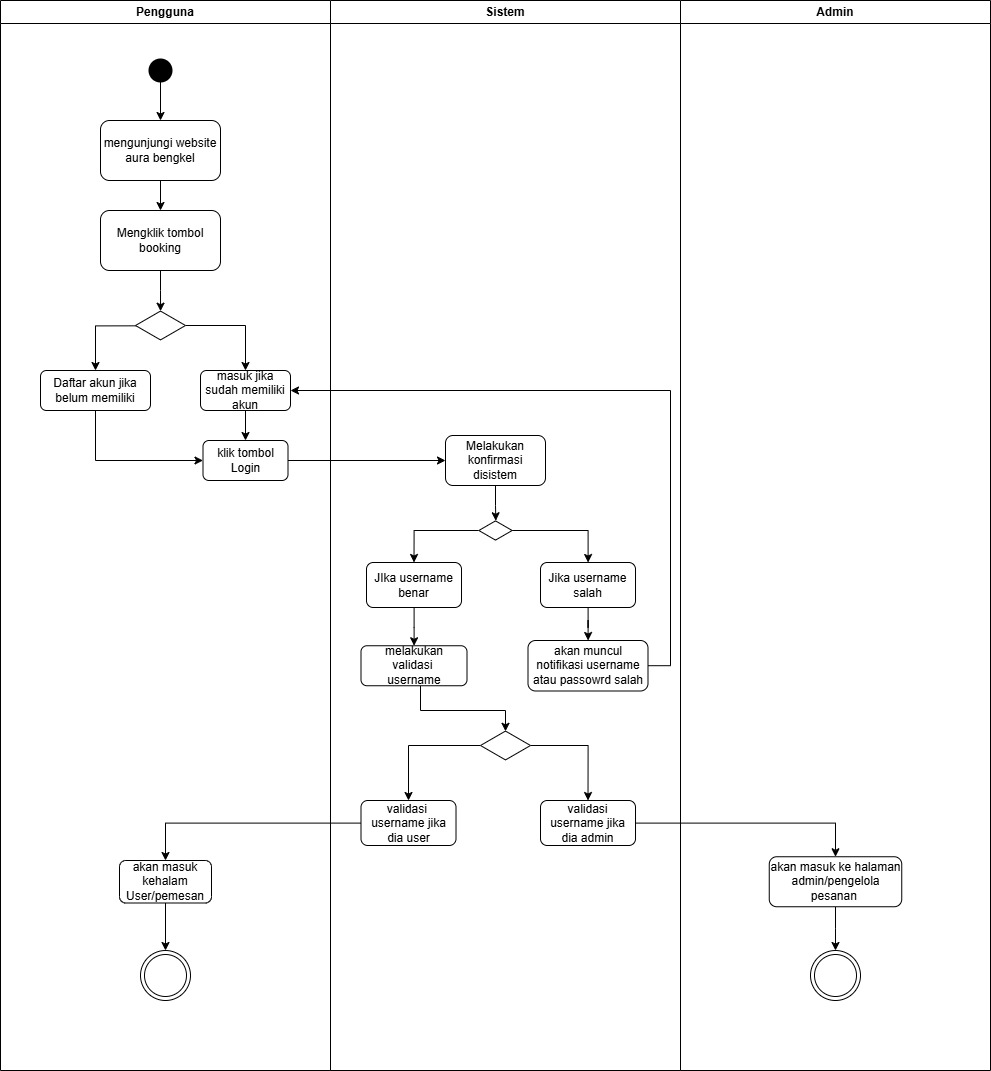 Pengguna
Sistem
Admin
mengunjungi website
aura bengkel
Mengklik tombol
booking
Daftar akun jika
belum memiliki
masuk jika
sudah memiliki
akun
klik tombol
Login
Melakukan
konfirmasi
disistem
JIka username
benar
Jika username
salah
melakukan
validasi
username
akan muncul
notifikasi username
atau passowrd salah
validasi
username jika
dia user
validasi
username jika
dia admin
akan masuk
kehalam
User/pemesan
akan masuk ke halaman
admin/pengelola
pesanan